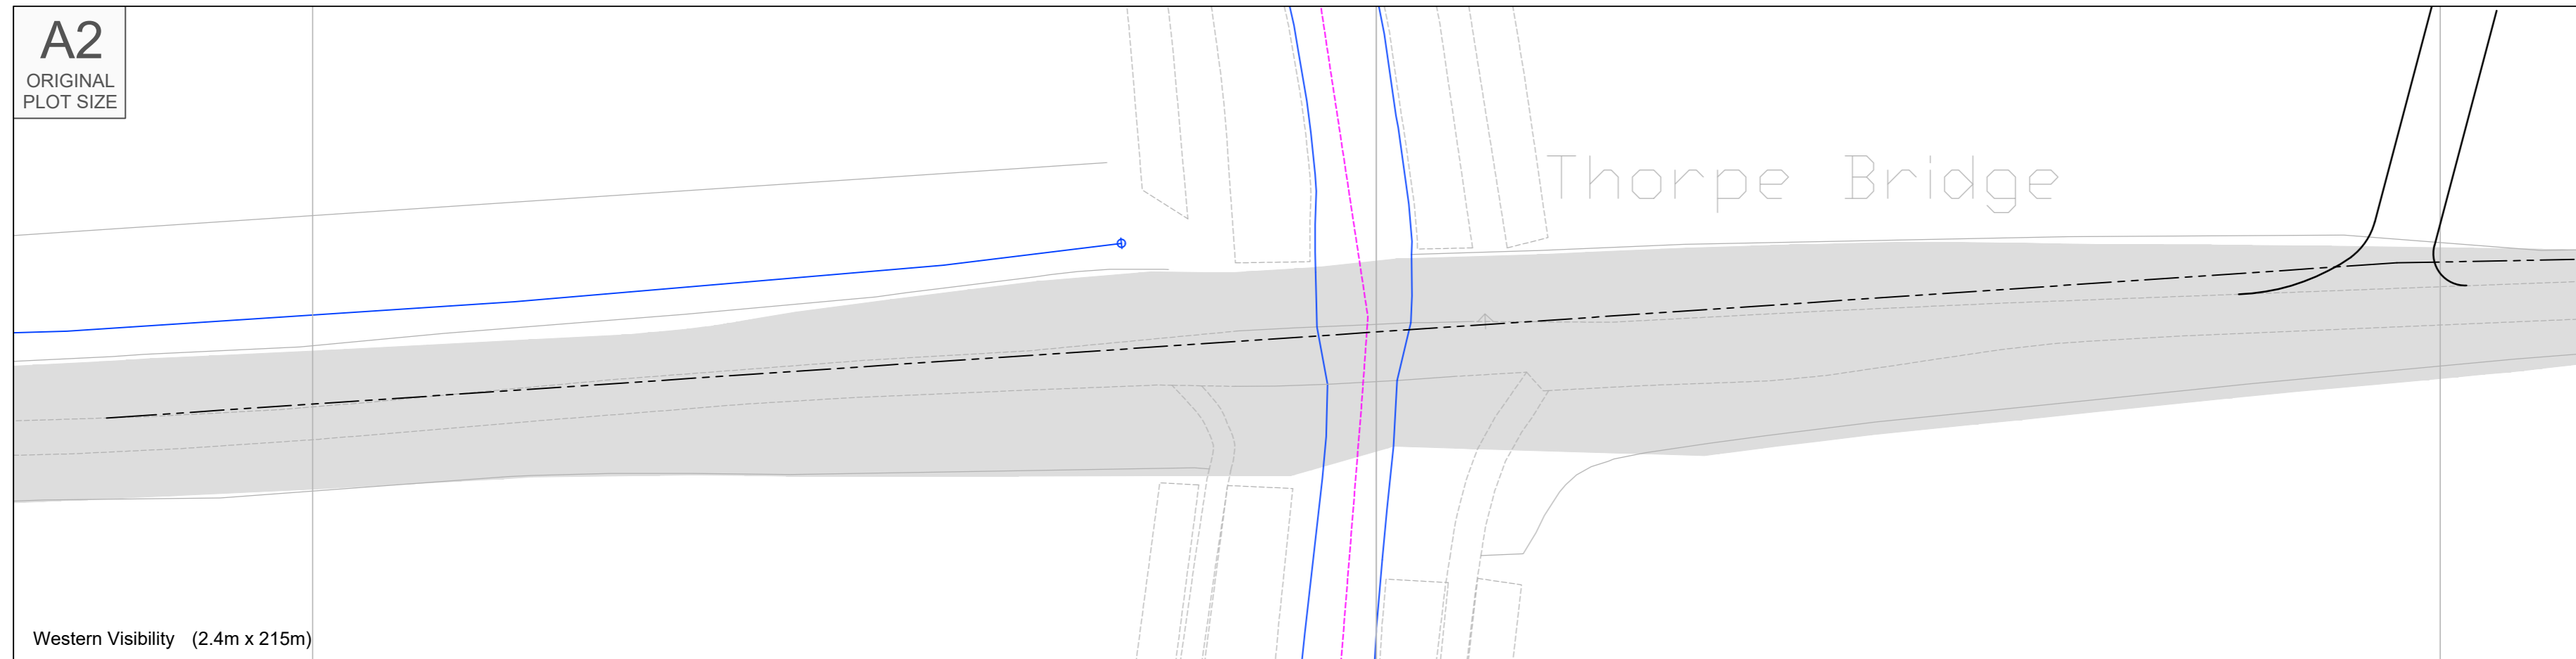 A2
ORIGINAL
PLOT SIZE
Thorpe Bridge
Western Visibility (2.4m x 215m)